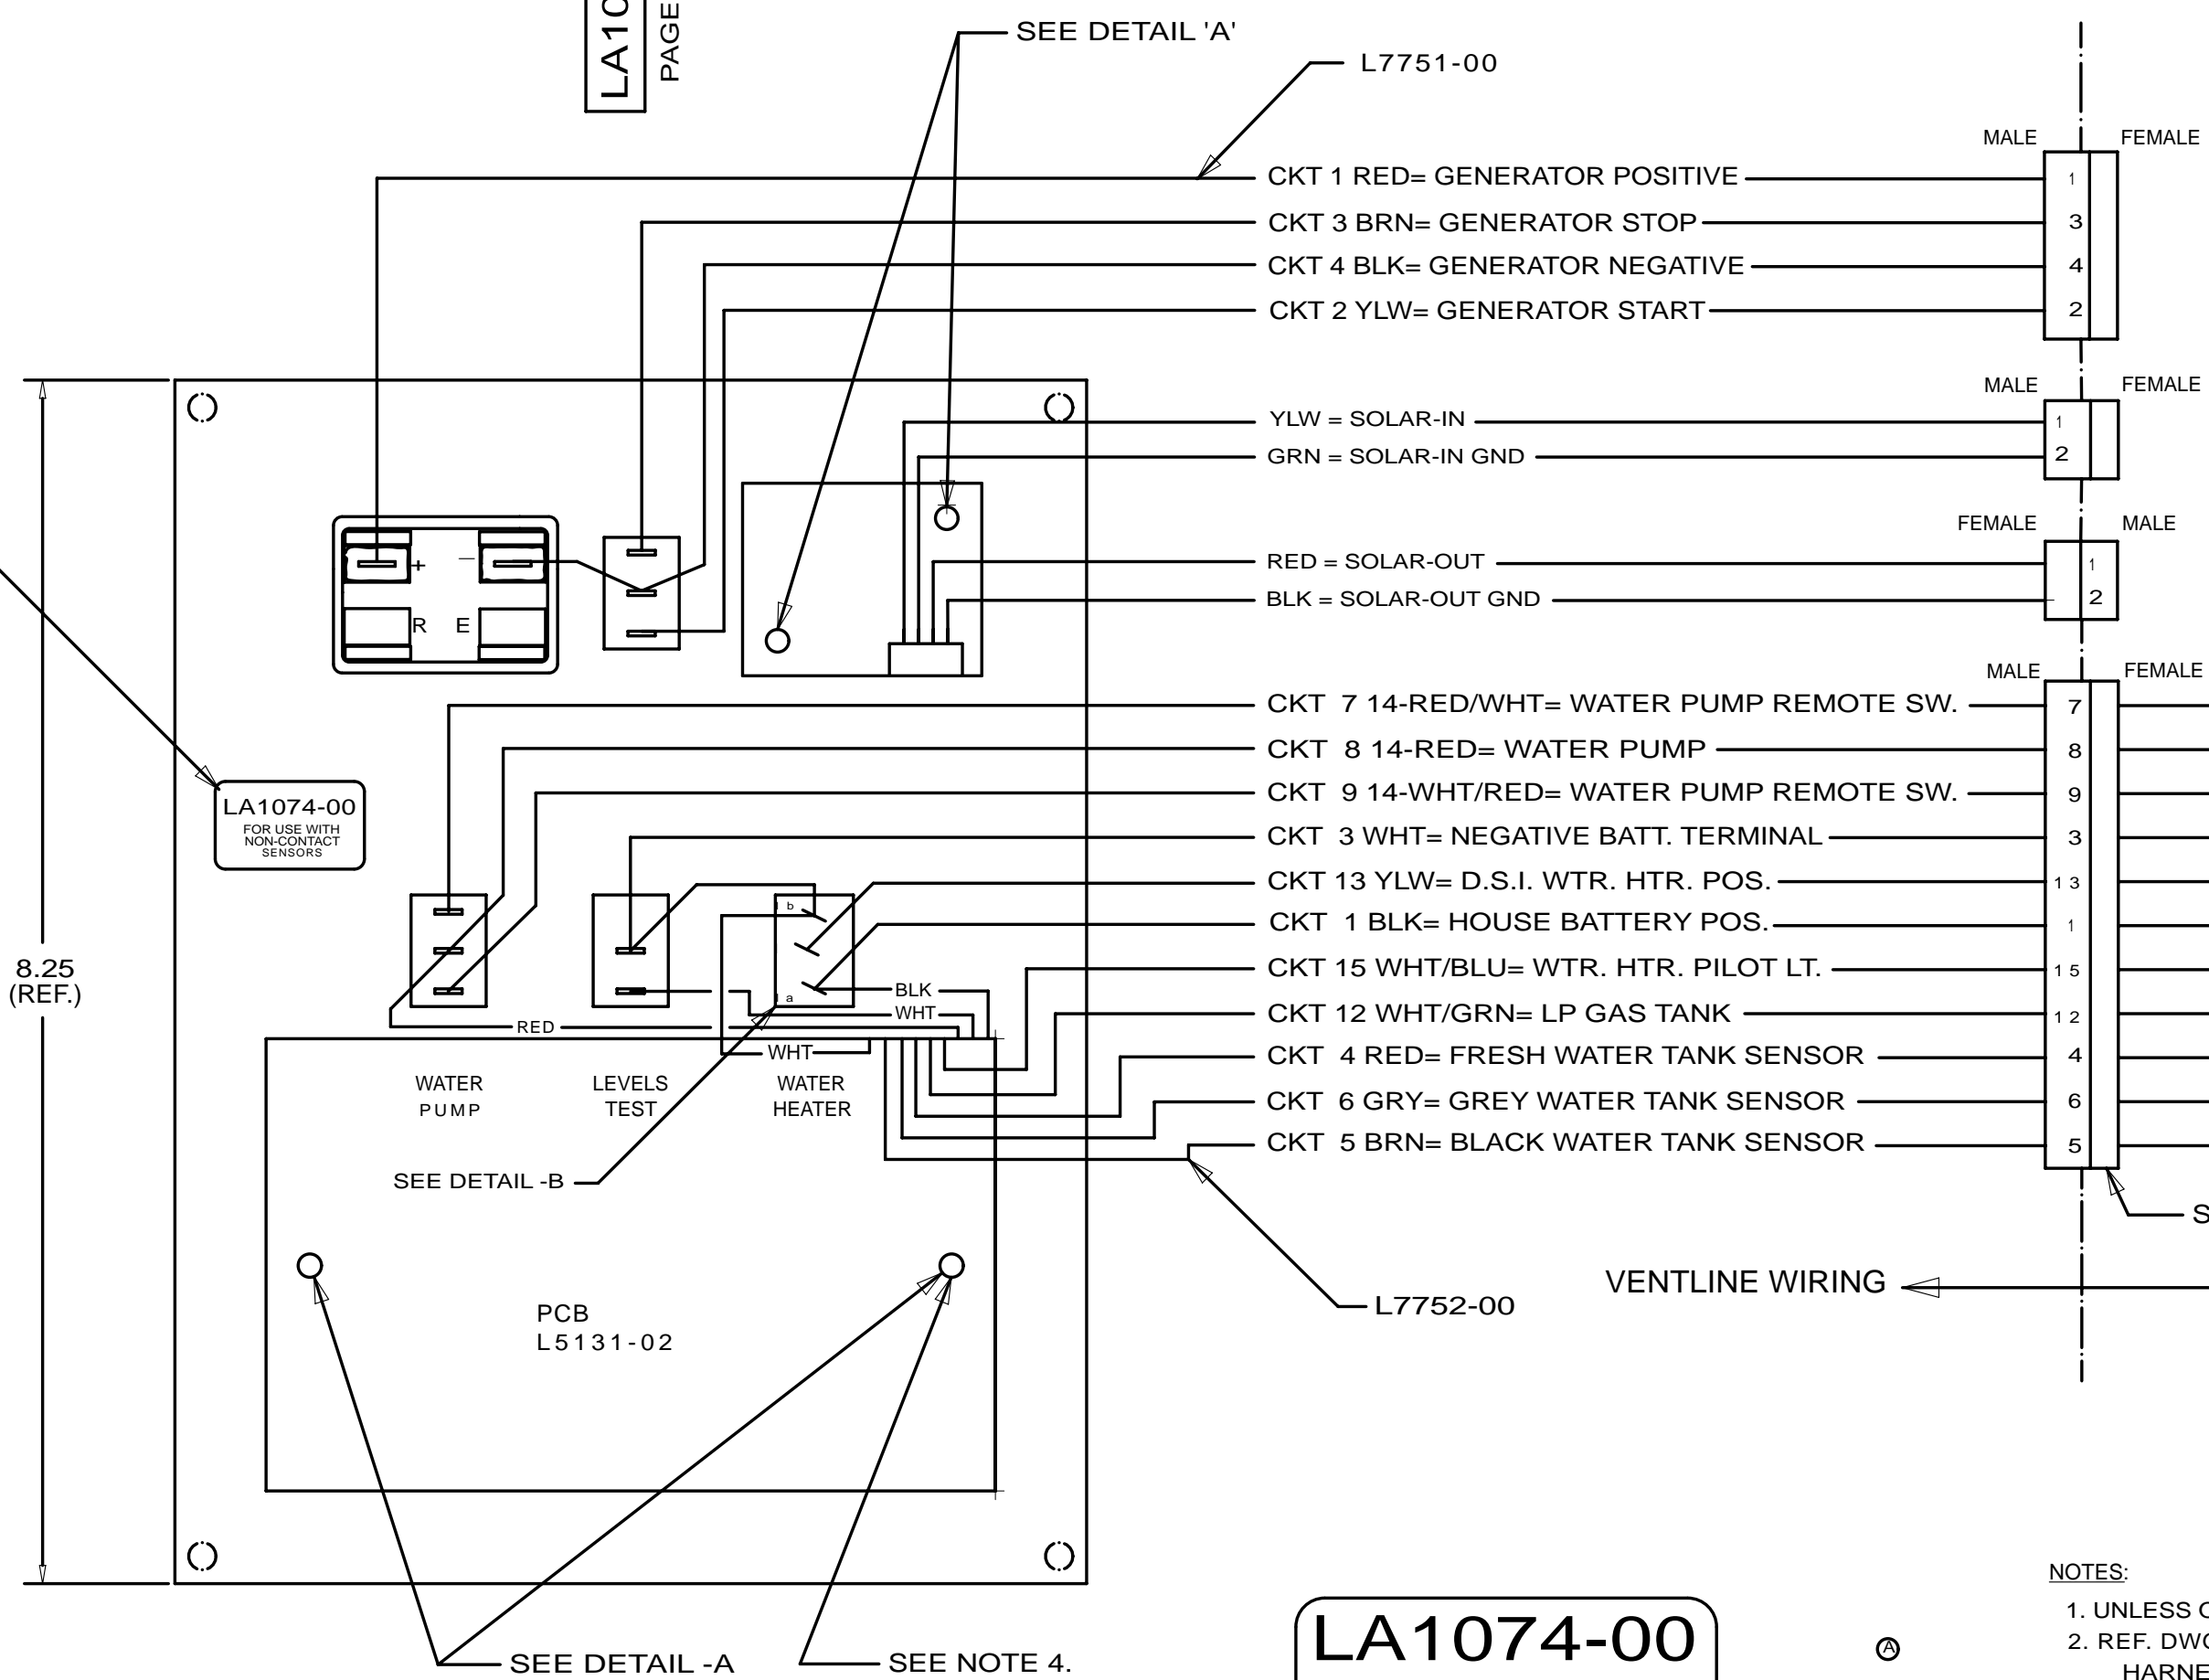 LA10
PAGE
SEE DETAIL 'A'
L7751-00
MALE FEMALE
CKT 1 RED= GENERATOR POSITIVE 1
CKT 3 BRN= GENERATOR STOP 3
CKT 4 BLK= GENERATOR NEGATIVE 4
CKT 2 YLW= GENERATOR START 2
MALE FEMALE
YLW = SOLAR-IN 1
GRN = SOLAR-IN GND 2
FEMALE MALE
RED = SOLAR-OUT 1
BLK = SOLAR-OUT GND 2
+ —
R E
MALE FEMALE
CKT 7 14-RED/WHT= WATER PUMP REMOTE SW. 7
CKT 8 14-RED= WATER PUMP 8
CKT 9 14-WHT/RED= WATER PUMP REMOTE SW. 9
CKT 3 WHT= NEGATIVE BATT. TERMINAL 3
CKT 13 YLW= D.S.I. WTR. HTR. POS. 13
CKT 1 BLK= HOUSE BATTERY POS. 1
CKT 15 WHT/BLU= WTR. HTR. PILOT LT. 15
CKT 12 WHT/GRN= LP GAS TANK 12
CKT 4 RED= FRESH WATER TANK SENSOR 4
CKT 6 GRY= GREY WATER TANK SENSOR 6
CKT 5 BRN= BLACK WATER TANK SENSOR 5
LA1074-00
FOR USE WITH
NON-CONTACT
SENSORS
8.25
(REF.)
b
a
BLK
WHT
RED
WHT
WATER
PUMP
LEVELS
TEST
WATER
HEATER
SEE DETAIL -B
S
VENTLINE WIRING
L7752-00
PCB
L5131-02
SEE DETAIL -A
SEE NOTE 4.
LA1074-00
A
NOTES:
1. UNLESS
2. REF.
HARNE